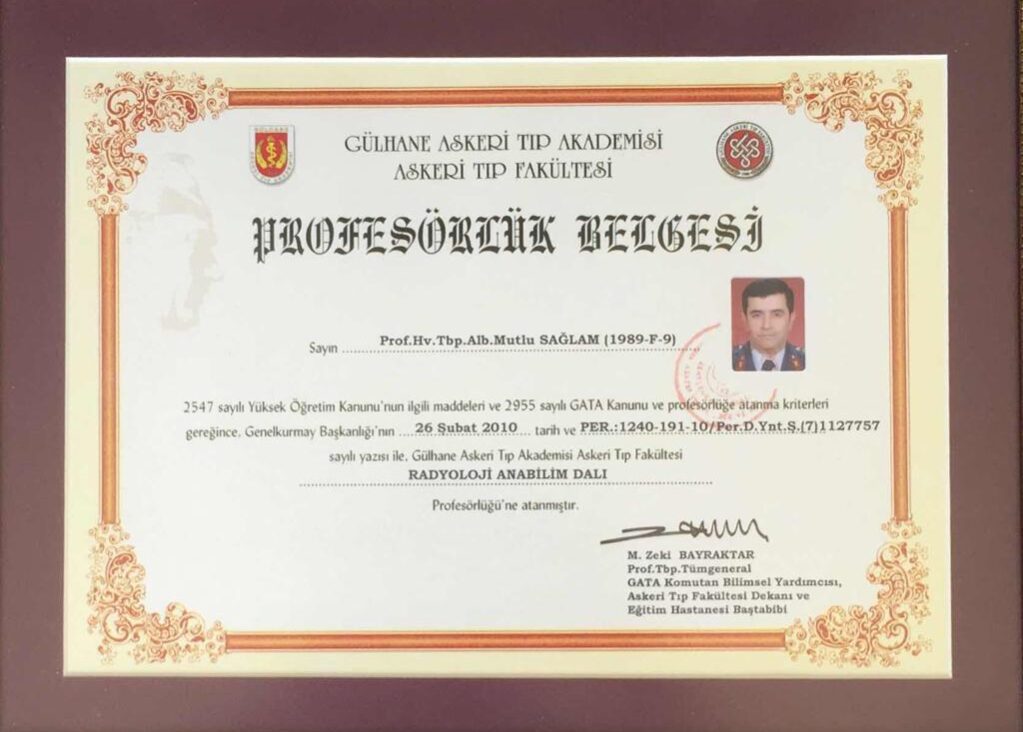 GÜLHANE ASKERİ TIP AKADEMİSİ
ASKERİ TIP FAKÜLTESİ
PROFESÖRLÜK BELGESİ
Sayın Prof.Hv.Tbp.Alb.Mutlu SAĞLAM (1989-F-9)
2547 sayılı Yüksek Öğretim Kanunu'nun ilgili maddeleri ve 2955 sayılı GATA Kanunu ve profesörlüğe atanma kriterleri
gereğince, Genelkurmay Başkanlığı'nın 26 Şubat 2010 tarih ve PER.:1240-191-10/Per.D.Ynt.Ş.(7)1127757
sayılı yazısı ile, Gülhane Askeri Tıp Akademisi Askeri Tıp Fakültesi
RADYOLOJİ ANABİLİM DALI
Profesörlüğü'ne atanmıştır.
M. Zeki BAYRAKTAR
Prof.Tbp.Tümgeneral
GATA Komutan Bilimsel Yardımcısı,
Askeri Tıp Fakültesi Dekanı ve
Eğitim Hastanesi Baştabibi